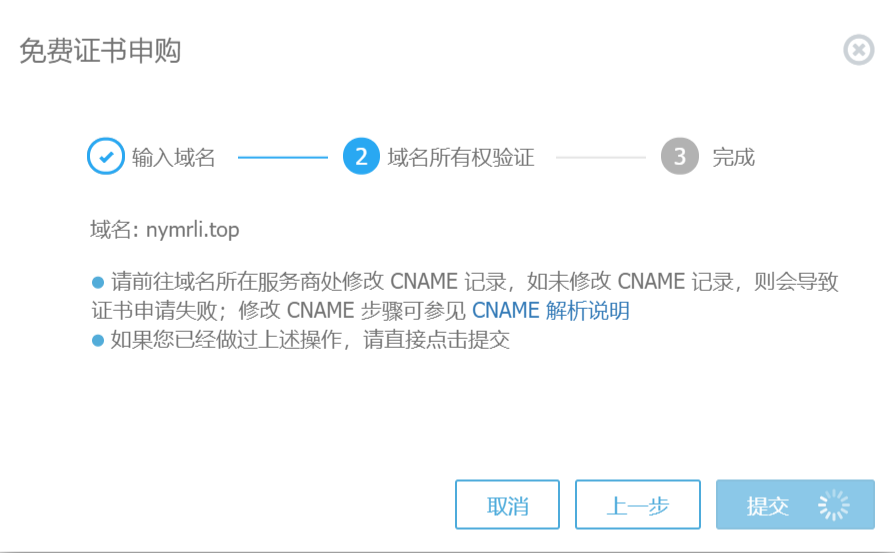 免费证书申购
输入域名 2 域名所有权验证 3 完成
域名: nymrli.top
请前往域名所在服务商处修改 CNAME 记录，如未修改 CNAME 记录，则会导致
证书申请失败；修改 CNAME 步骤可参见 CNAME 解析说明
如果您已经做过上述操作，请直接点击提交
取消 上一步 提交